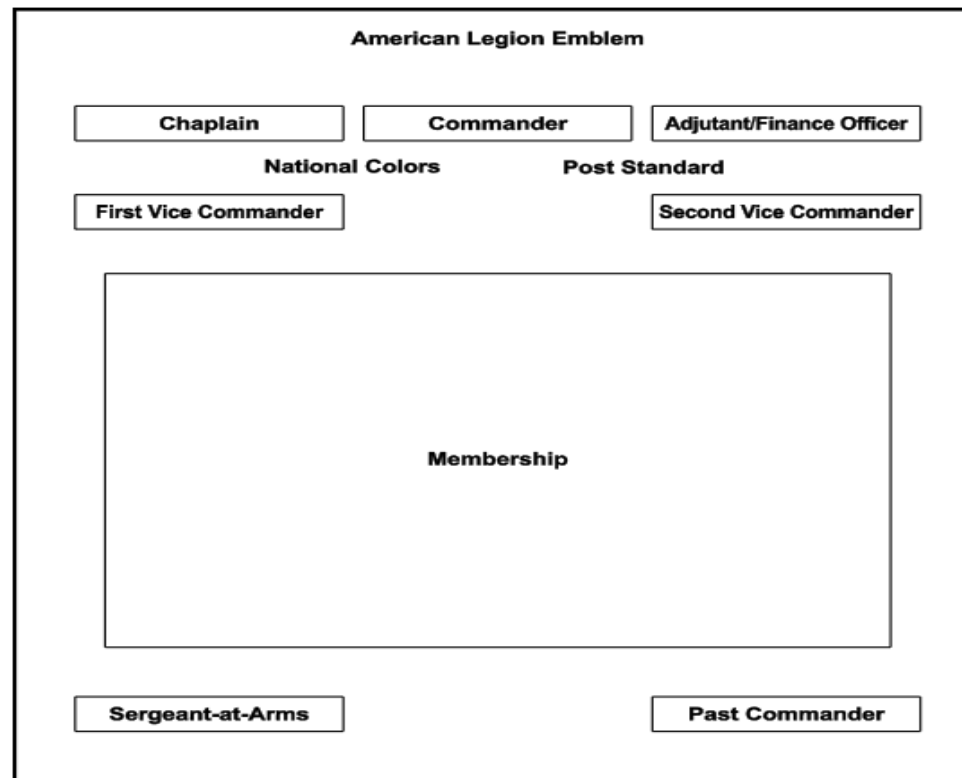 American Legion Emblem
Chaplain
Commander
Adjutant/Finance Officer
National Colors
Post Standard
First Vice Commander
Second Vice Commander
Membership
Sergeant-at-Arms
Past Commander